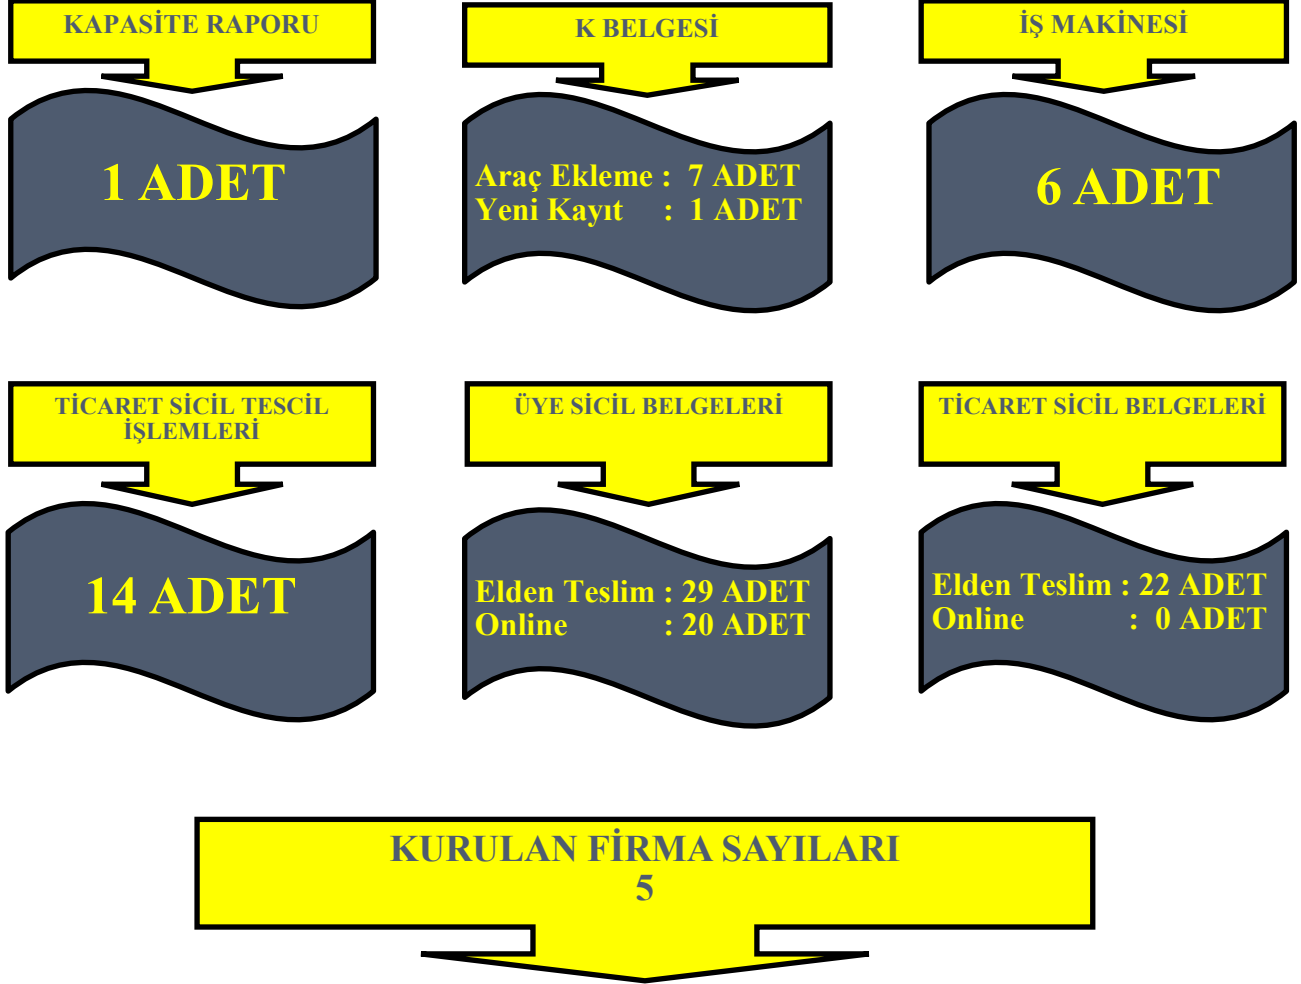 KAPASİTE RAPORU
1 ADET
K BELGESİ
Araç Ekleme : 7 ADET
Yeni Kayıt : 1 ADET
İŞ MAKİNESİ
6 ADET
TİCARET SİCİL TESCİL
İŞLEMLERİ
14 ADET
ÜYE SİCİL BELGELERİ
Elden Teslim : 29 ADET
Online : 20 ADET
TİCARET SİCİL BELGELERİ
Elden Teslim : 22 ADET
Online : 0 ADET
KURULAN FİRMA SAYILARI
5